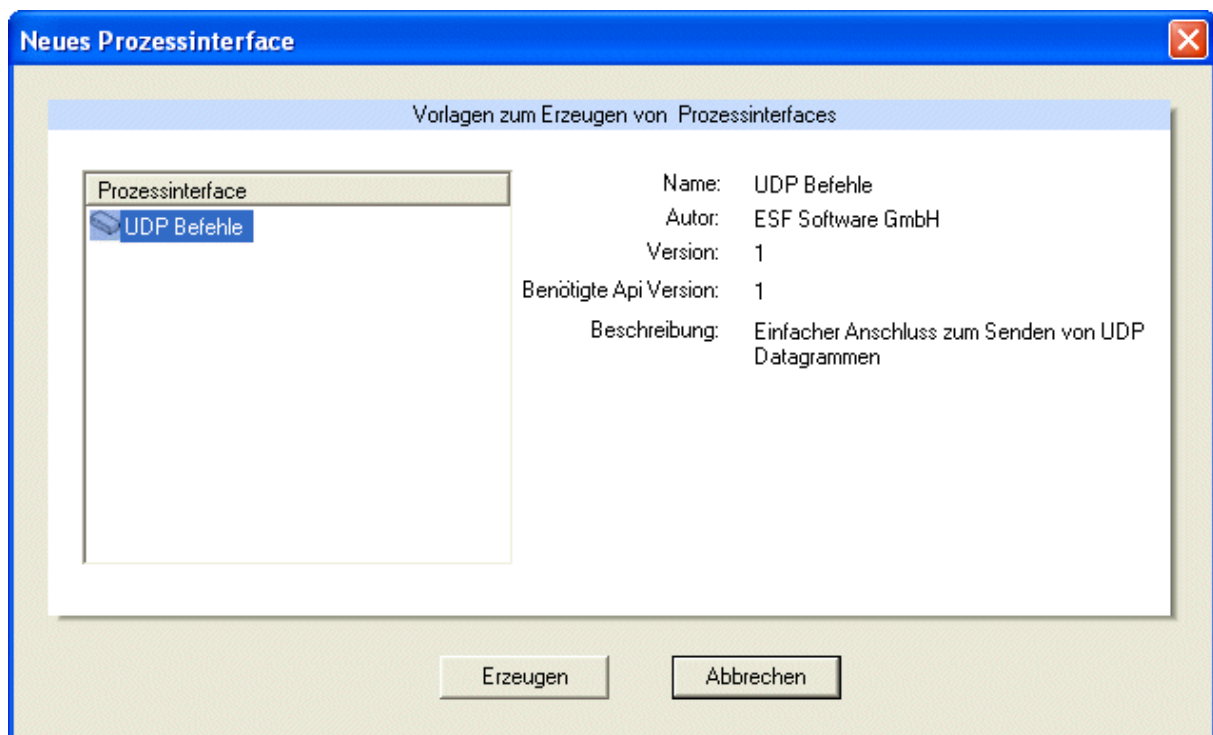 Neues Prozessinterface
Vorlagen zum Erzeugen von Prozessinterfaces
Prozessinterface
UDP Befehle
Name: UDP Befehle
Autor: ESF Software GmbH
Version: 1
Benötigte Api Version: 1
Beschreibung: Einfacher Anschluss zum Senden von UDP
Datagrammen
Erzeugen
Abbrechen